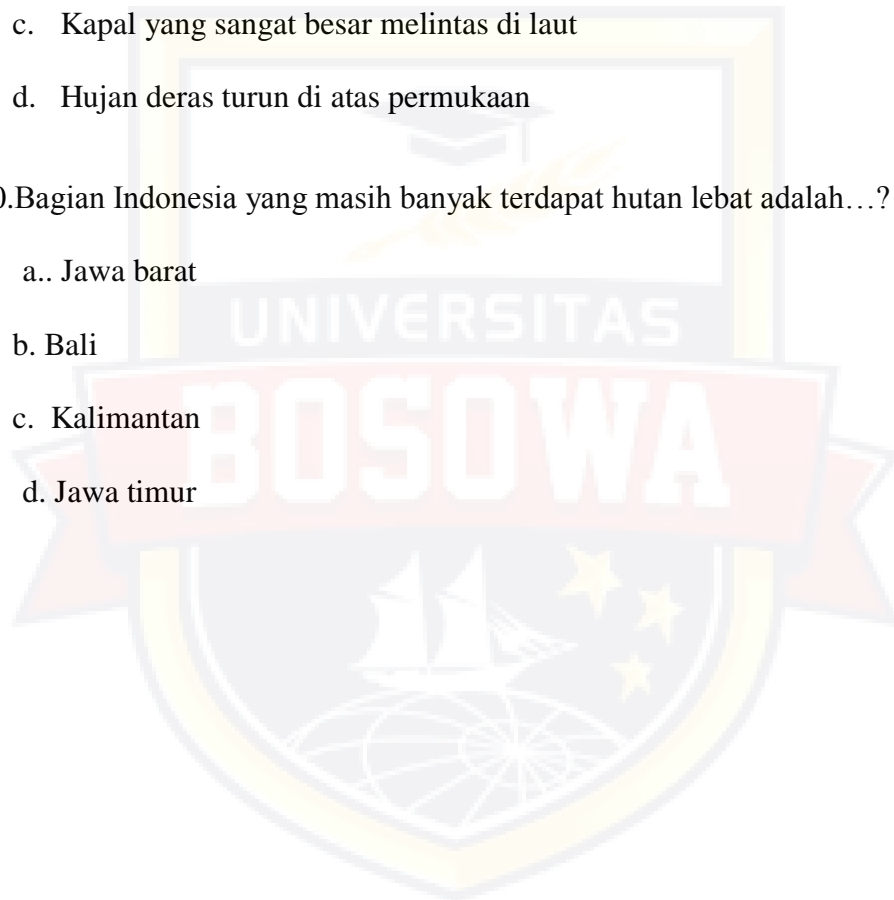 c. Kapal yang sangat besar melintas di laut
d. Hujan deras turun di atas permukaan
0.Bagian Indonesia yang masih banyak terdapat hutan lebat adalah…?
a.. Jawa barat
UNIVERSITAS
b. Bali
BOSOWA
c. Kalimantan
d. Jawa timur